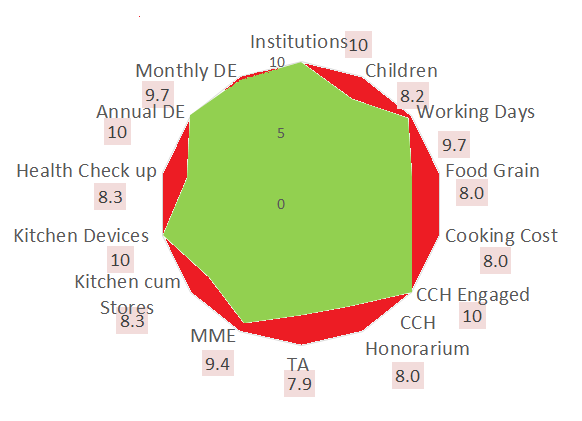 Institutions
10
Children
8.2
Working Days
9.7
Food Grain
8.0
Cooking Cost
8.0
CCH Engaged
10
CCH
Honorarium
8.0
TA
7.9
MME
9.4
Kitchen cum
Stores
8.3
Kitchen Devices
10
Health Check up
8.3
Annual DE
10
Monthly DE
9.7
10
5
0